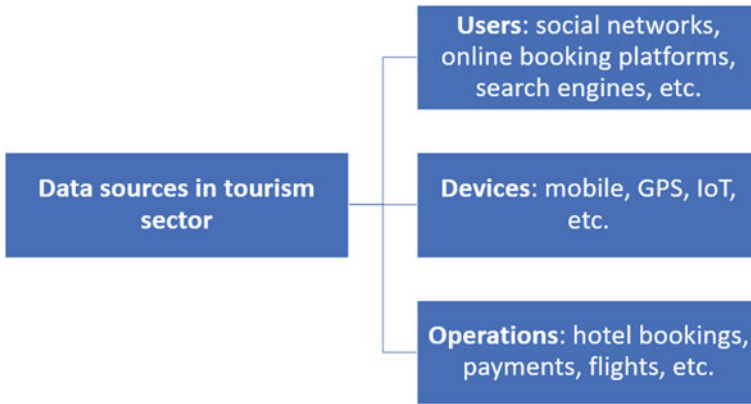 Data sources in tourism
sector
Users: social networks,
online booking platforms,
search engines, etc.
Devices: mobile, GPS, IoT,
etc.
Operations: hotel bookings,
payments, flights, etc.